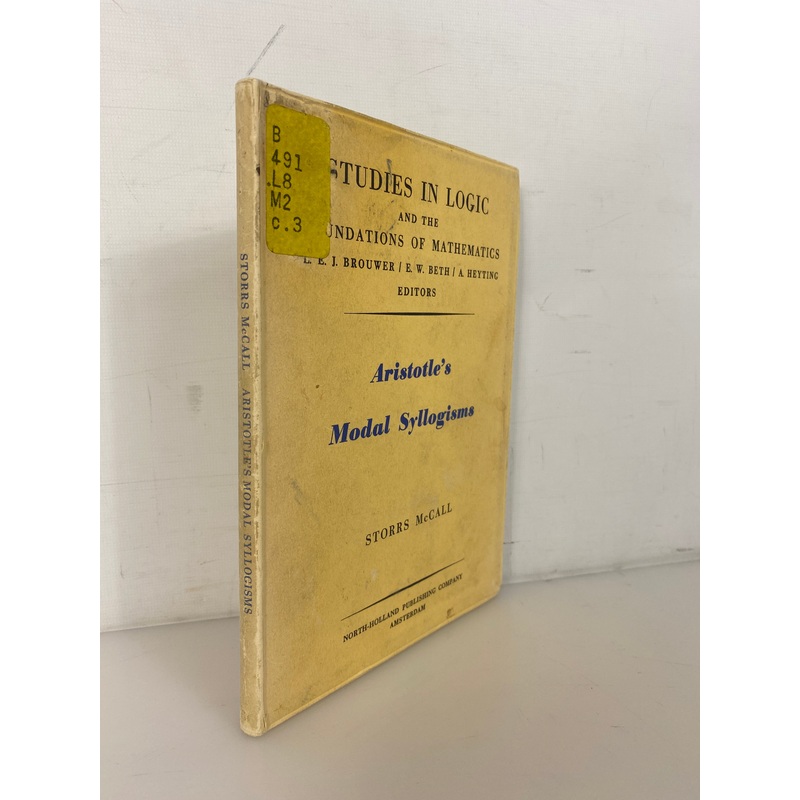 B
491
.L8
M2
c.3
STUDIES IN LOGIC
AND THE
UNDATIONS OF MATHEMATICS
L. E. J. BROUWER / E. W. BETH / A. HEYTING
EDITORS
Aristotle's
Modal Syllogisms
STORRS McCALL
NORTH-HOLLAND PUBLISHING COMPANY
AMSTERDAM
STORRS McCALL ARISTOTLE'S MODAL SYLLOGISMS